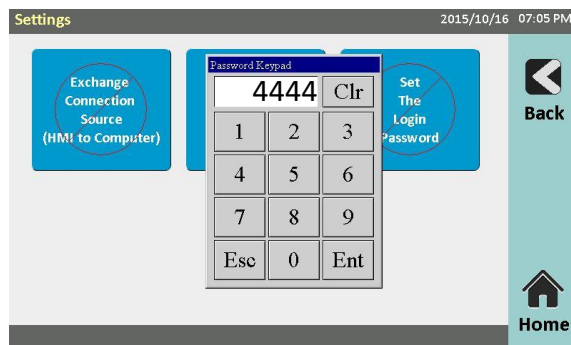 Settings
2015/10/16 07:05 PM
Exchange
Connection
Source
(HMI to Computer)
Password Keypad
4444 Clr
1 2 3
4 5 6
7 8 9
Esc 0 Ent
Set
The
Login
Password
Back
Home